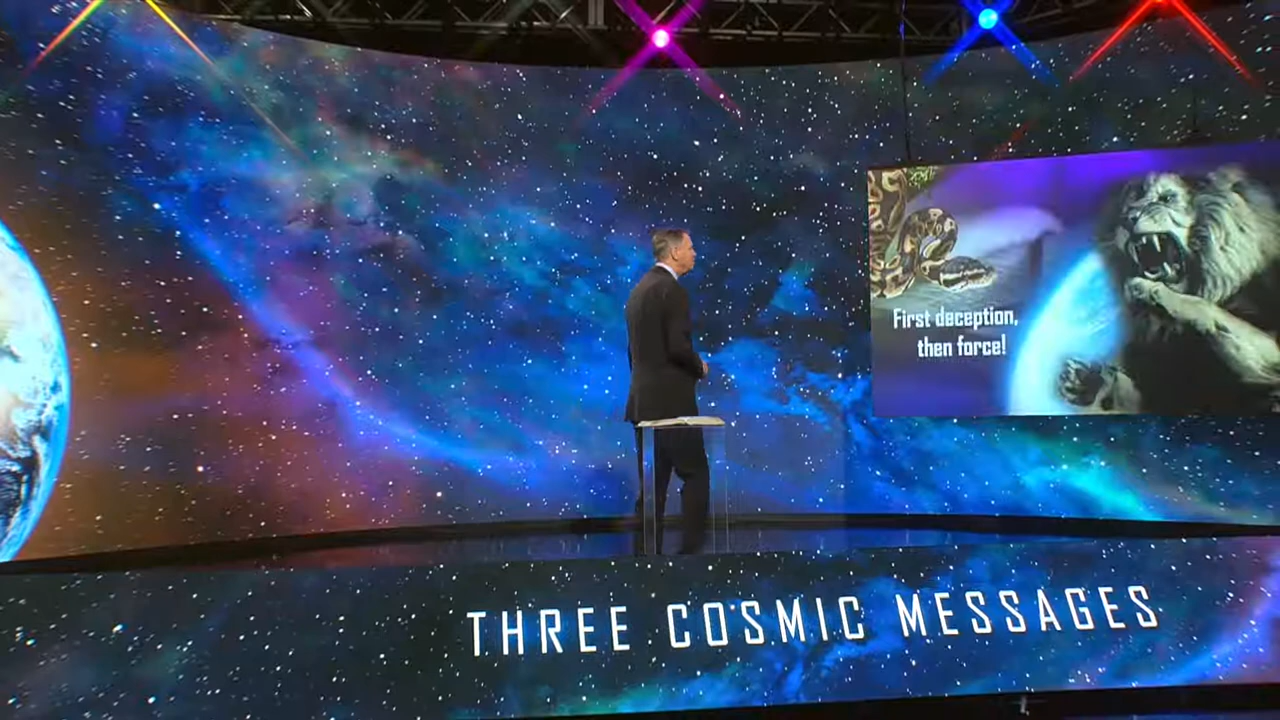 First deception,
then force!
THREE COSMIC MESSAGES